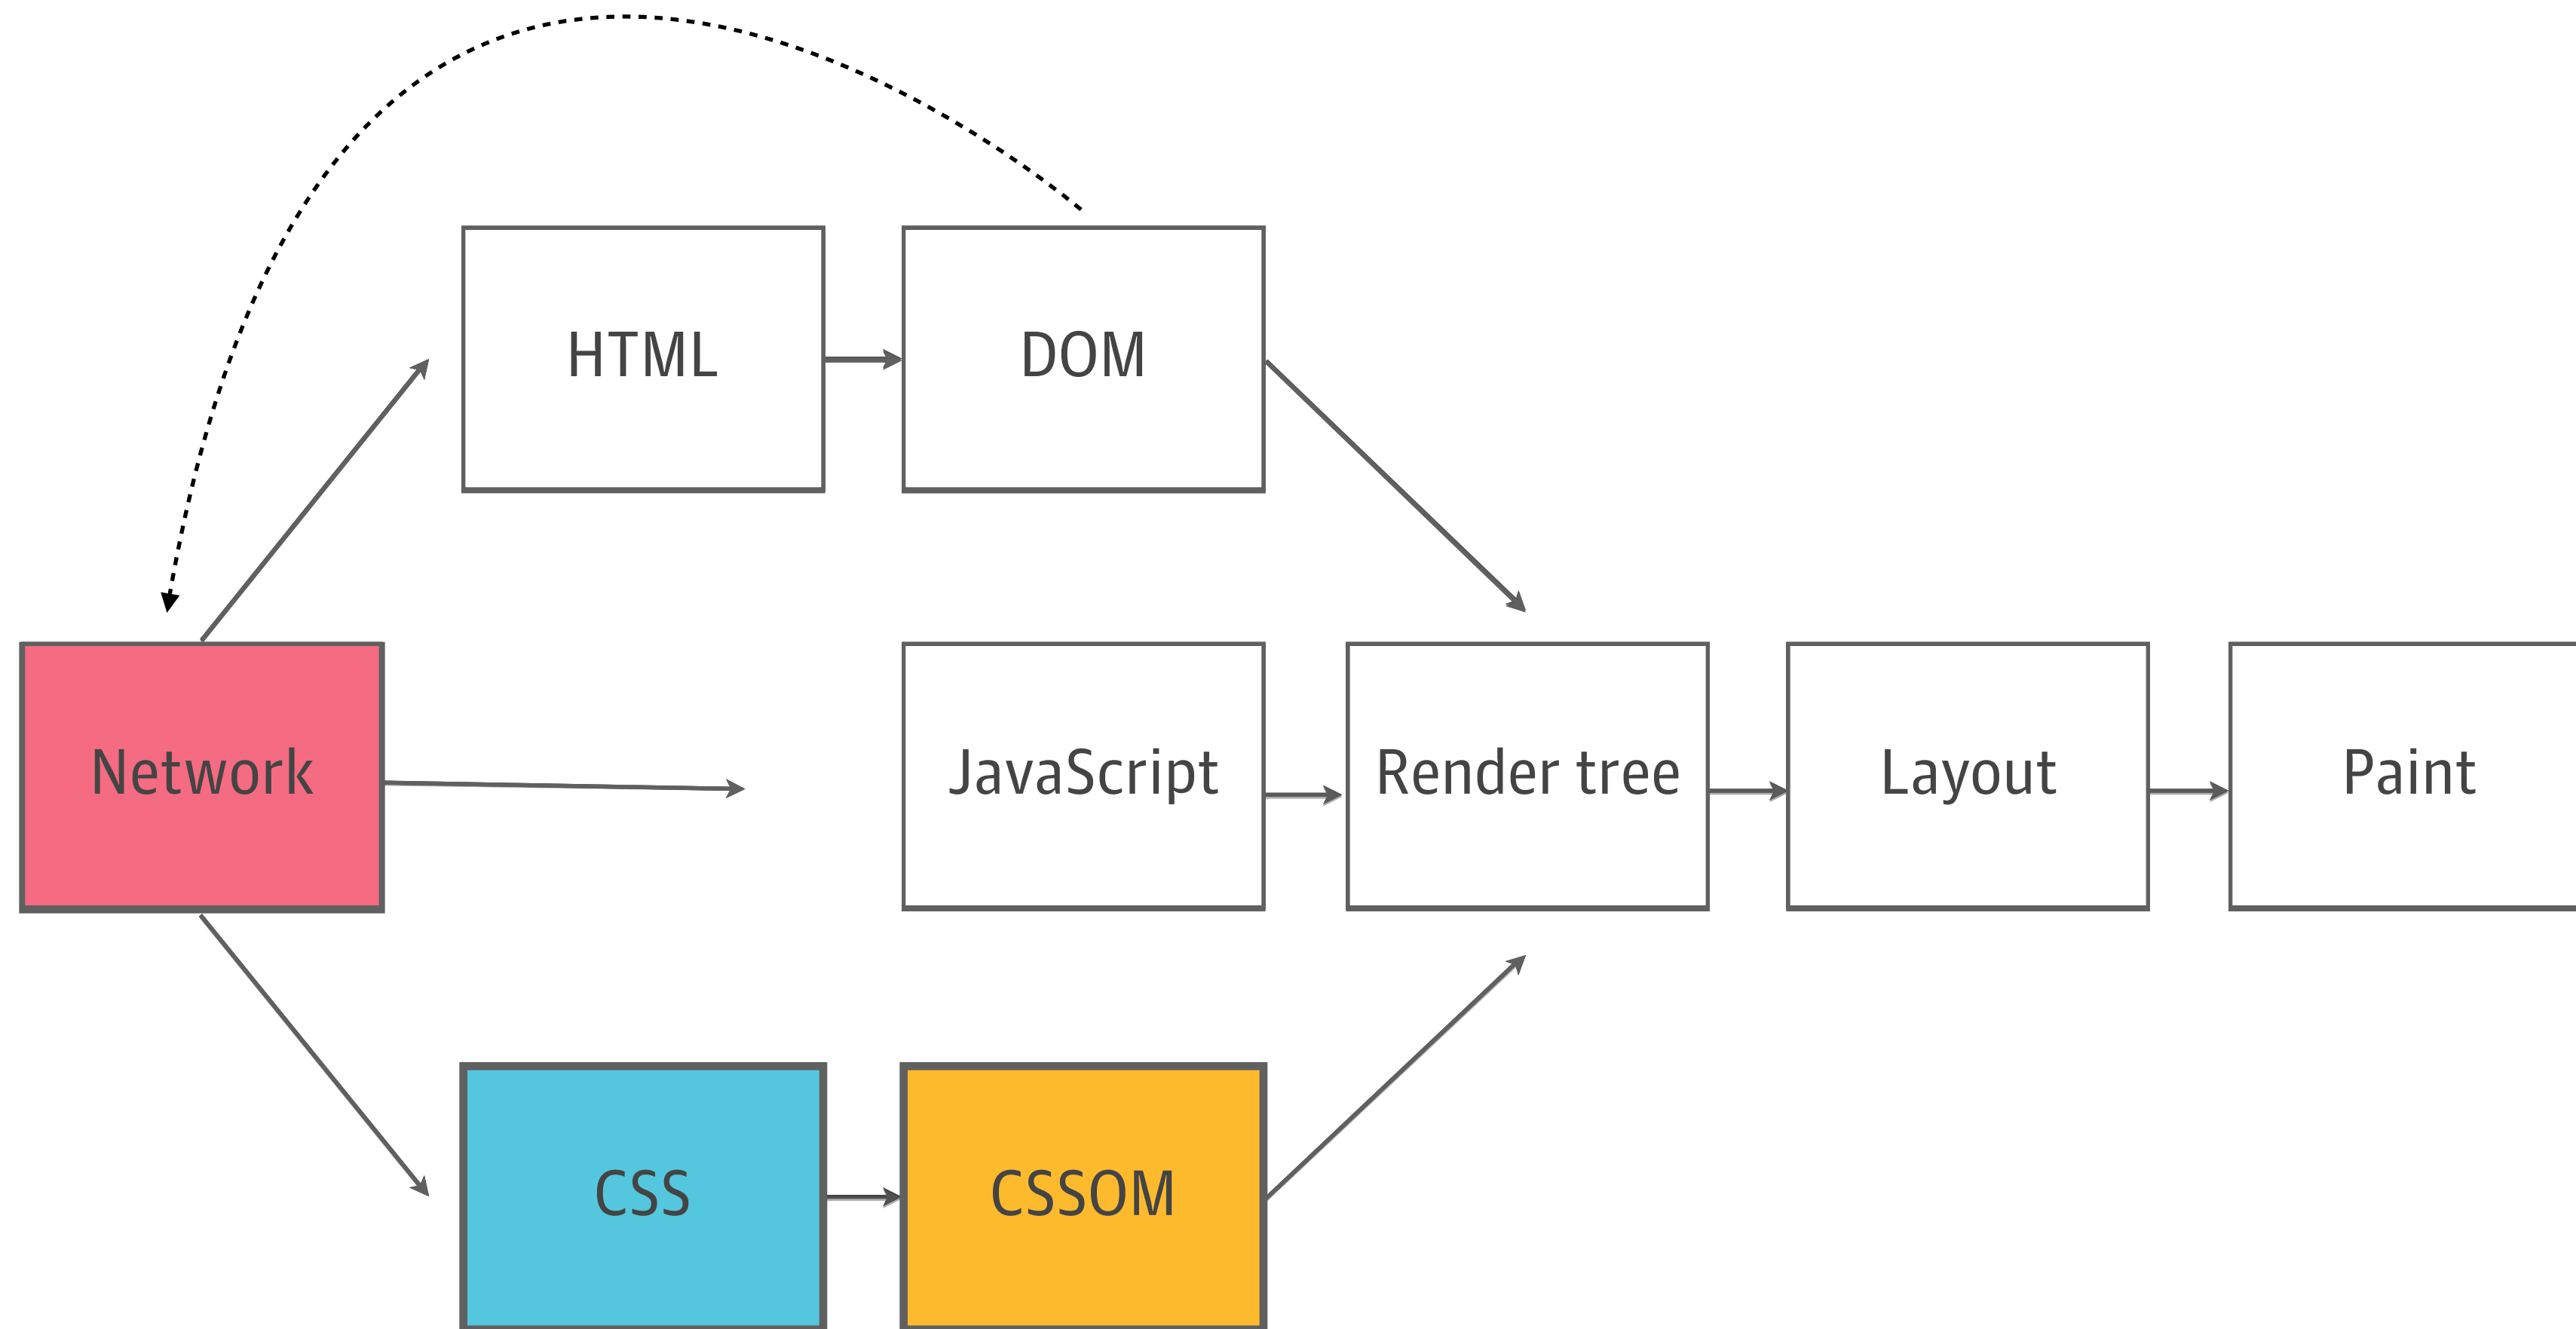 HTML
DOM
Network
JavaScript
Render tree
Layout
Paint
CSS
CSSOM